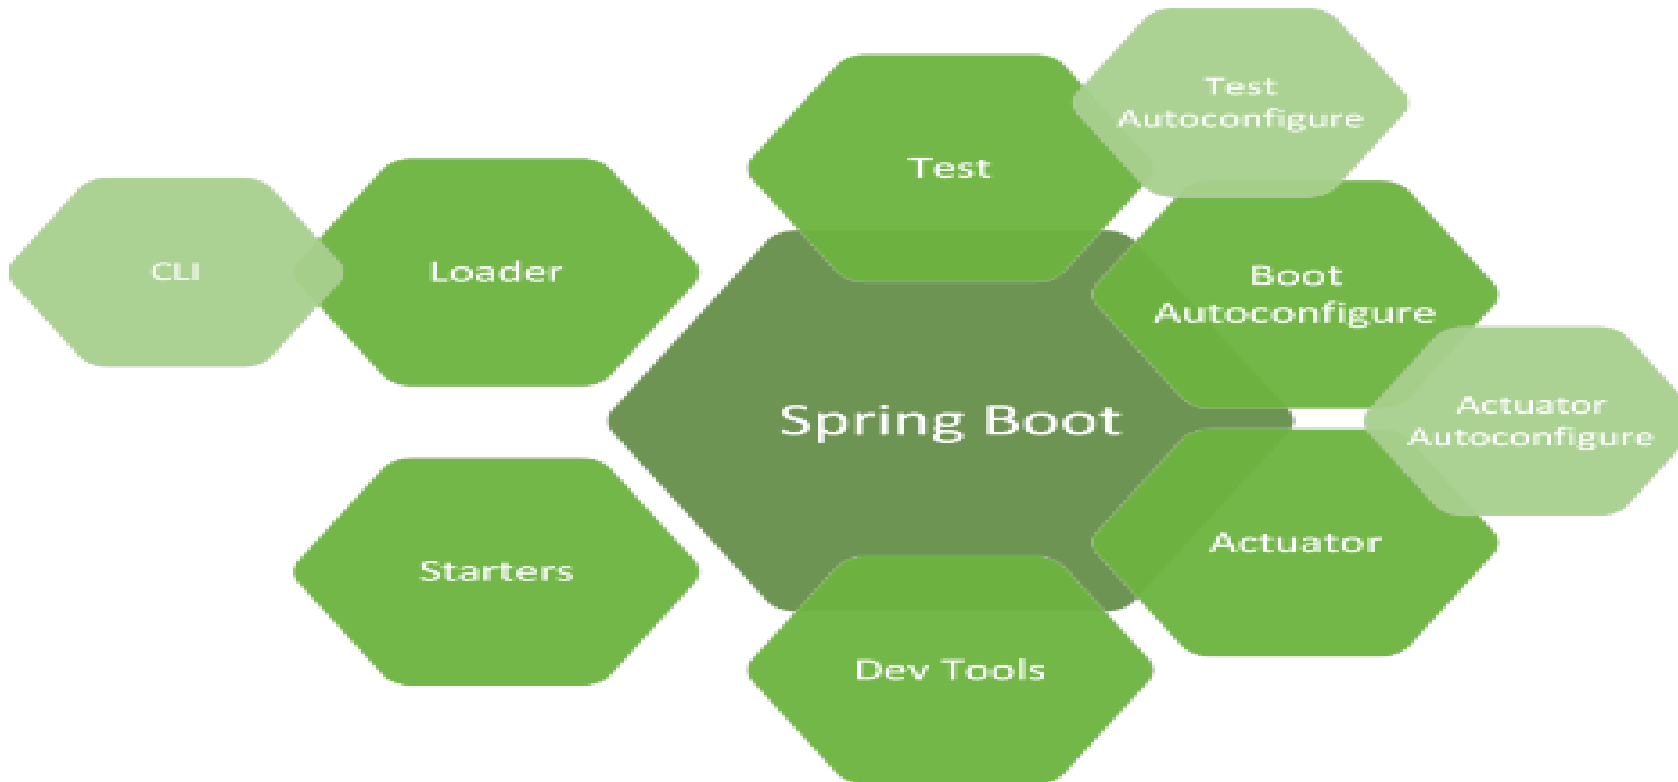 Test
Autoconfigure
Test
CLI
Loader
Boot
Autoconfigure
Spring Boot
Actuator
Autoconfigure
Starters
Actuator
Dev Tools